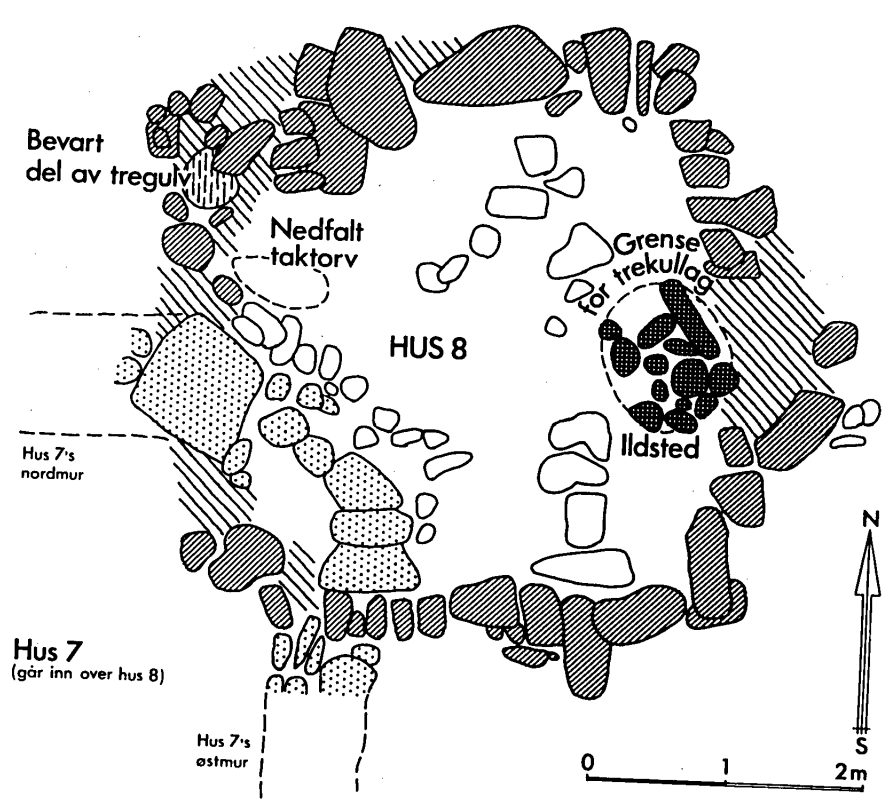 Bevart
del av tregulv
Nedfalt
taktorv
Grense
for trekullag
HUS 8
Ildsted
Hus 7's
nordmur
Hus 7
(går inn over hus 8)
Hus 7's
østmur
N
S
0 1 2m